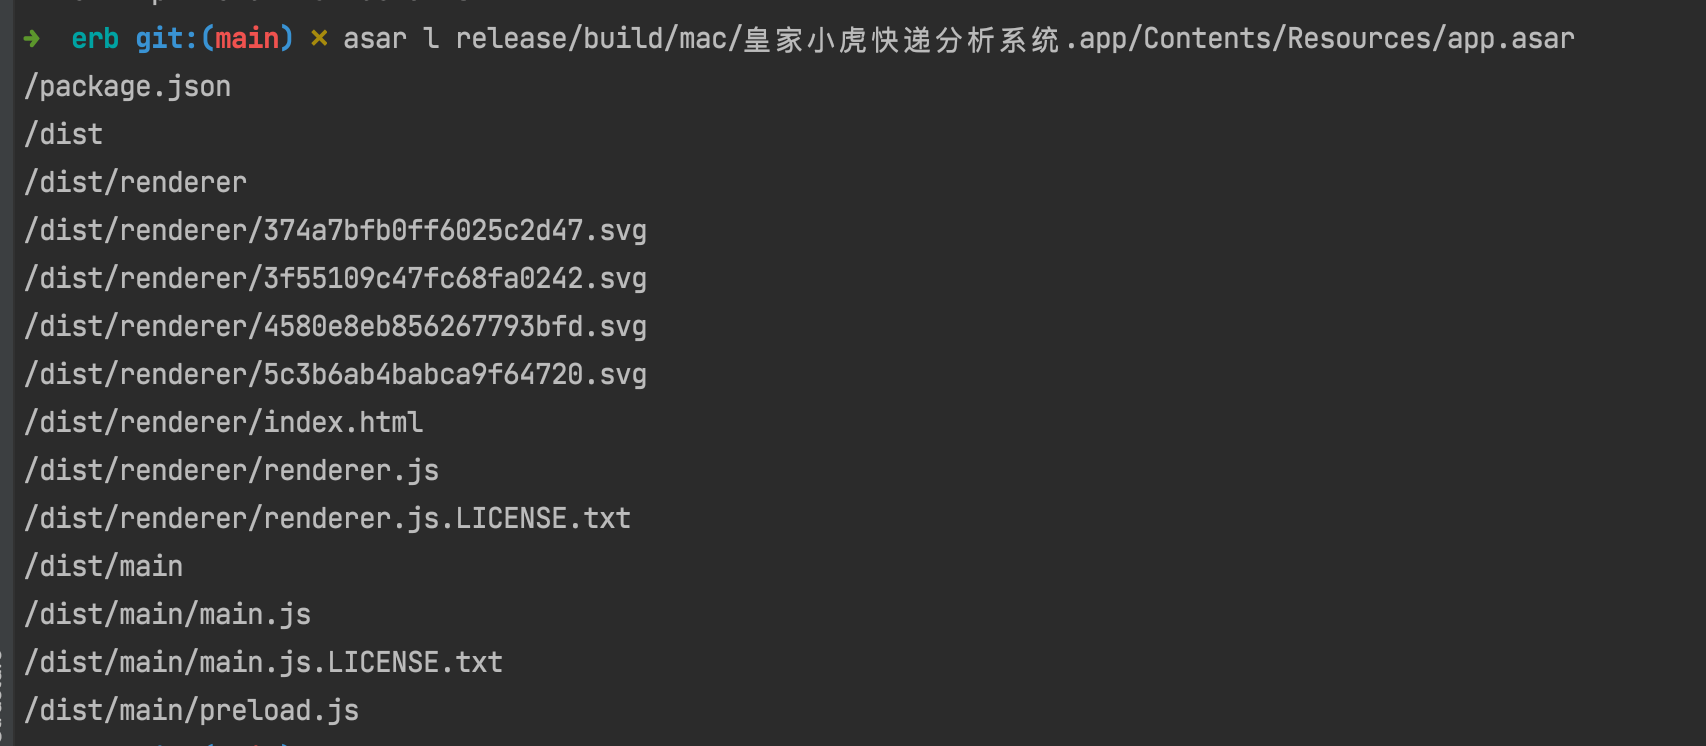 ➜ erb git:(main) ✗ asar l release/build/mac/皇家小虎快递分析系统.app/Contents/Resources/app.asar
/package.json
/dist
/dist/renderer
/dist/renderer/374a7bfb0ff6025c2d47.svg
/dist/renderer/3f55109c47fc68fa0242.svg
/dist/renderer/4580e8eb856267793bfd.svg
/dist/renderer/5c3b6ab4babca9f64720.svg
/dist/renderer/index.html
/dist/renderer/renderer.js
/dist/renderer/renderer.js.LICENSE.txt
/dist/main
/dist/main/main.js
/dist/main/main.js.LICENSE.txt
/dist/main/preload.js